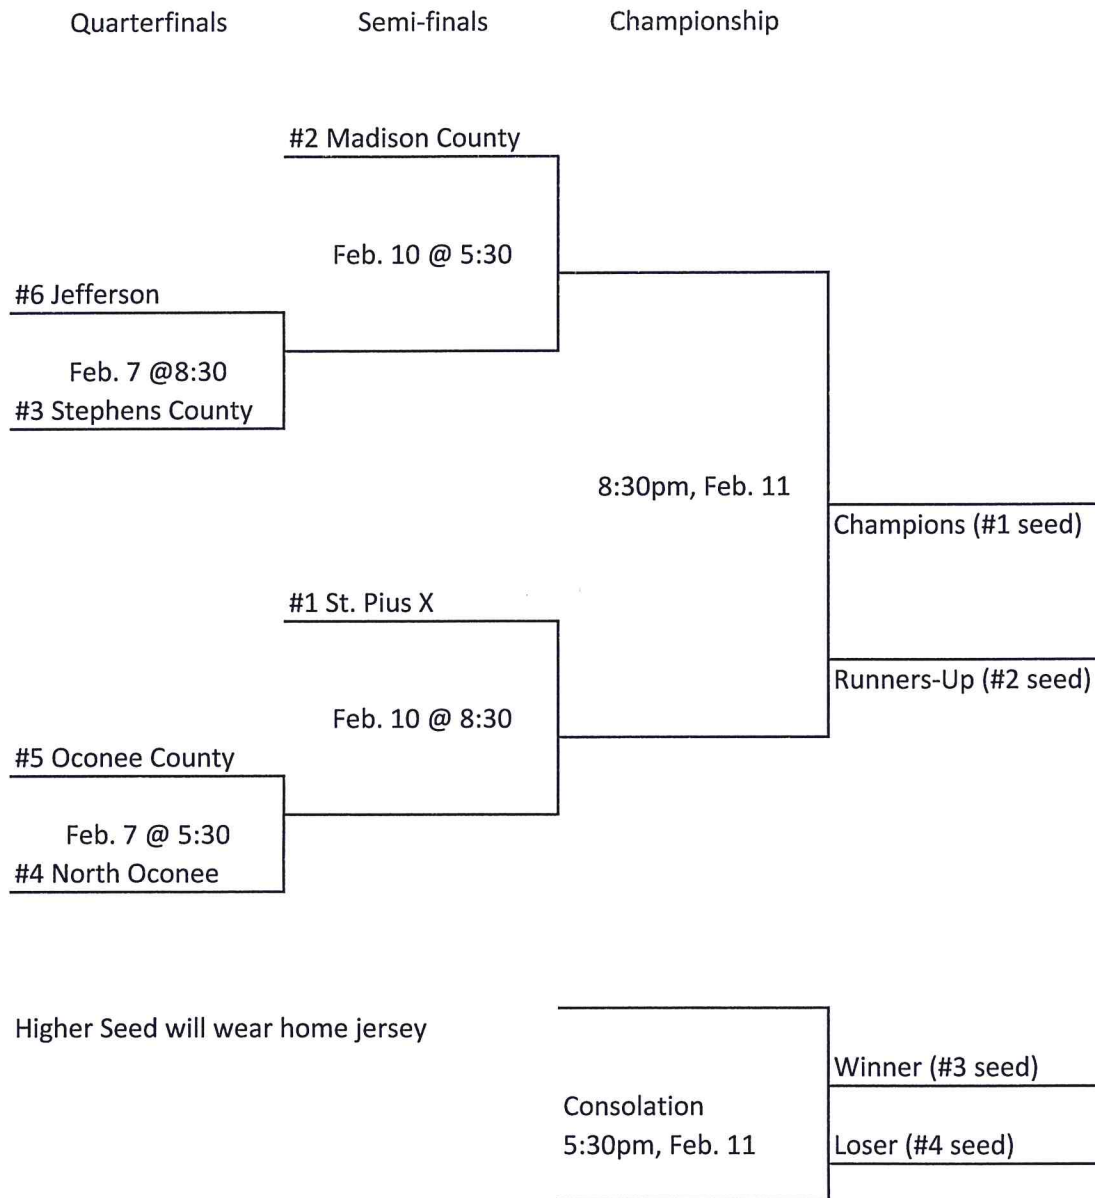 Quarterfinals Semi-finals Championship
#2 Madison County
Feb. 10 @ 5:30
#6 Jefferson
Feb. 7 @8:30
#3 Stephens County
8:30pm, Feb. 11
Champions (#1 seed)
#1 St. Pius X
Runners-Up (#2 seed)
Feb. 10 @ 8:30
#5 Oconee County
Feb. 7 @ 5:30
#4 North Oconee
Higher Seed will wear home jersey
Winner (#3 seed)
Consolation
5:30pm, Feb. 11
Loser (#4 seed)